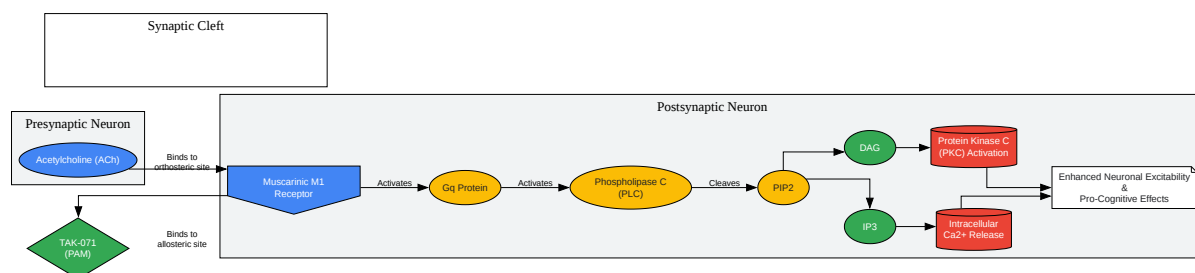 Synaptic Cleft
Presynaptic Neuron
Acetylcholine (ACh)
Binds to
orthosteric site
TAK-071
(PAM)
Binds to
allosteric site
Postsynaptic Neuron
Muscarinic M1
Receptor
Activates
Gq Protein
Activates
Phospholipase C
(PLC)
Cleaves
PIP2
DAG
IP3
Protein Kinase C
(PKC) Activation
Intracellular
Ca2+ Release
Enhanced Neuronal Excitability
&
Pro-Cognitive Effects